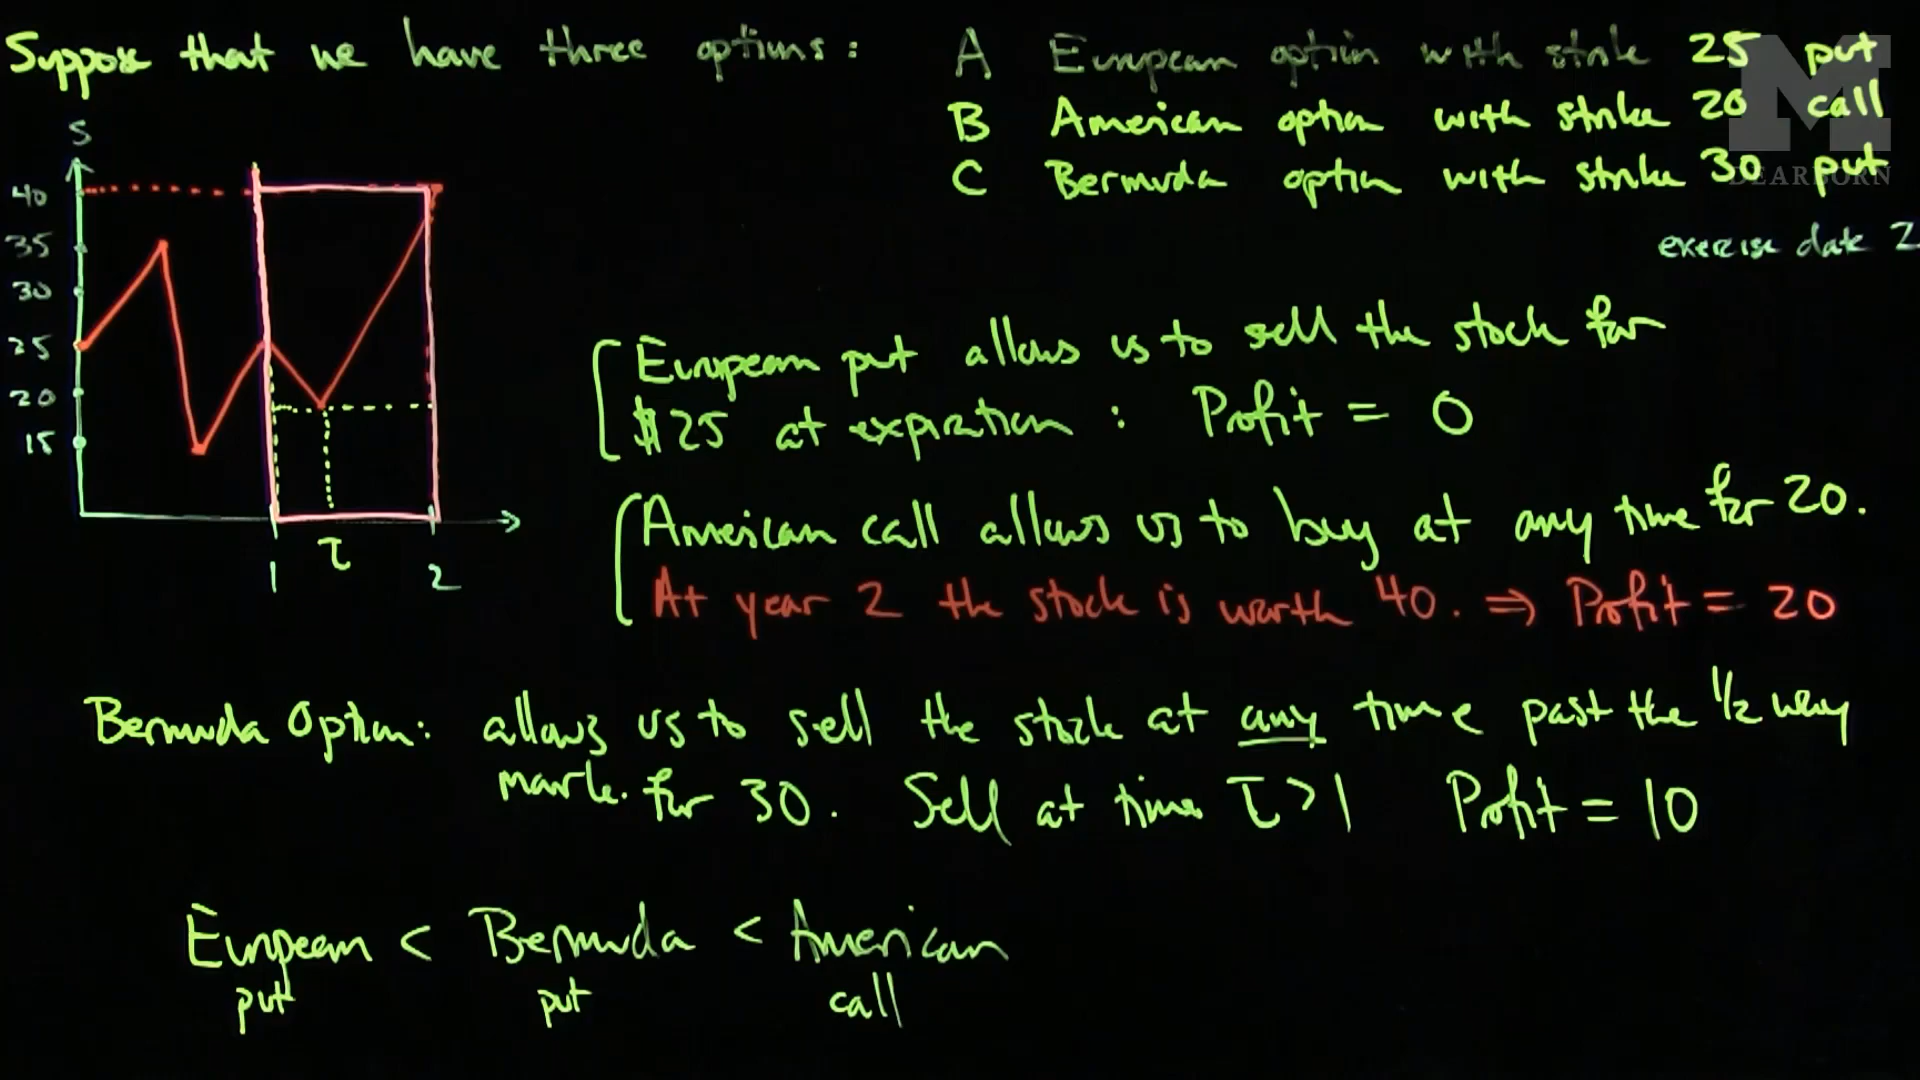 Suppose that we have three options:
A European option with strike 25 put
B American option with strike 20 call
C Bermuda option with strike 30 put
exercise date 2
M
DEARBORN
S
40
35
30
25
20
15
1
τ
2
European put allows us to sell the stock for
$25 at expiration: Profit = 0
American call allows us to buy at any time for 20.
At year 2 the stock is worth 40. ⇒ Profit = 20
Bermuda Option: allows us to sell the stock at any time past the 1/2 way
mark. for 30. Sell at time τ > 1 Profit = 10
European < Bermuda < American
put put call